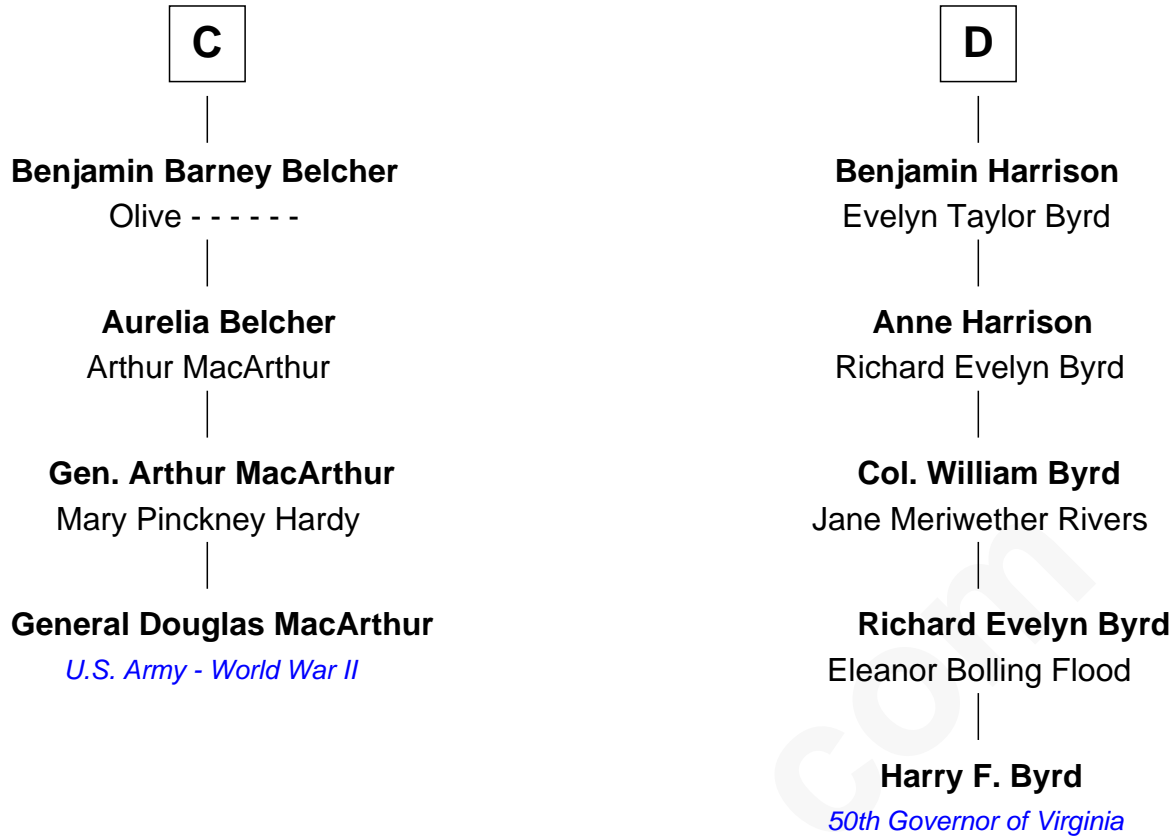 C
Benjamin Barney Belcher
Olive - - - - - -
Aurelia Belcher
Arthur MacArthur
Gen. Arthur MacArthur
Mary Pinckney Hardy
General Douglas MacArthur
U.S. Army - World War II
D
Benjamin Harrison
Evelyn Taylor Byrd
Anne Harrison
Richard Evelyn Byrd
Col. William Byrd
Jane Meriwether Rivers
Richard Evelyn Byrd
Eleanor Bolling Flood
Harry F. Byrd
50th Governor of Virginia
com